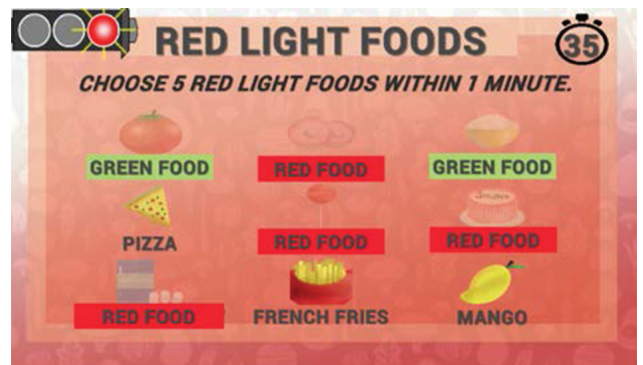 RED LIGHT FOODS
35
CHOOSE 5 RED LIGHT FOODS WITHIN 1 MINUTE.
GREEN FOOD
RED FOOD
GREEN FOOD
PIZZA
RED FOOD
RED FOOD
RED FOOD
FRENCH FRIES
MANGO